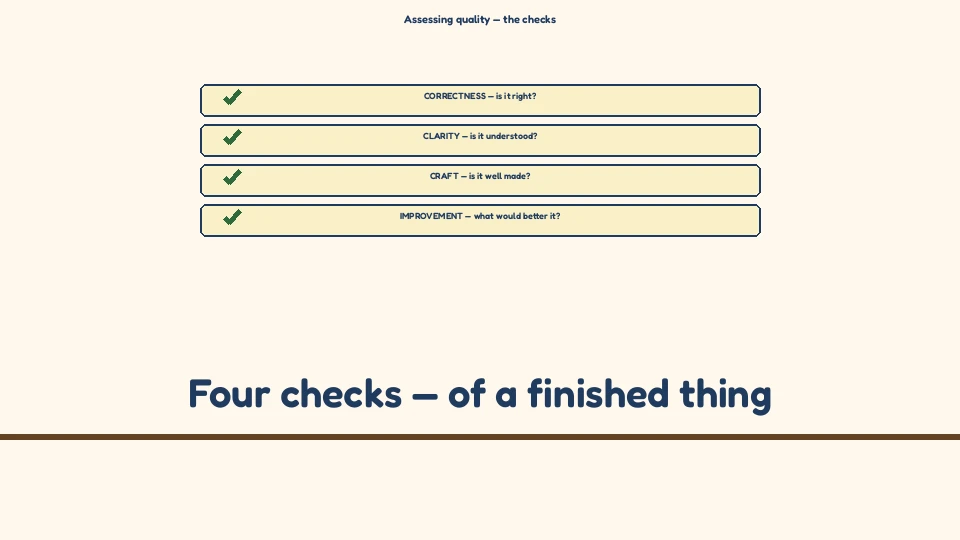 Assessing quality — the checks
CORRECTNESS — is it right?
CLARITY — is it understood?
CRAFT — is it well made?
IMPROVEMENT — what would better it?
Four checks — of a finished thing